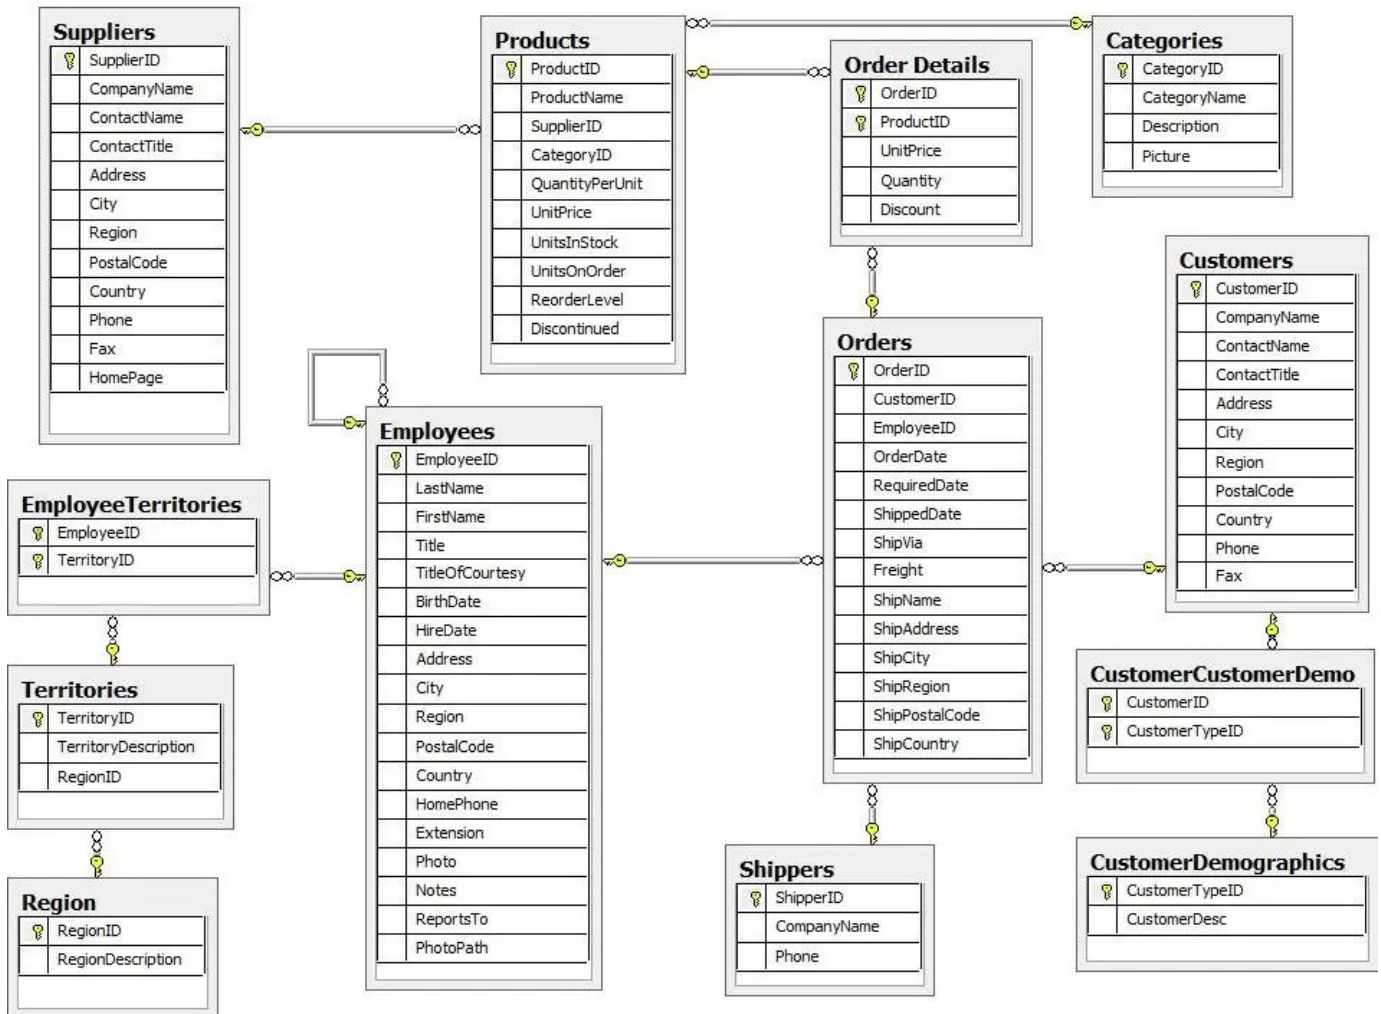 Suppliers
SupplierID
CompanyName
ContactName
ContactTitle
Address
City
Region
PostalCode
Country
Phone
Fax
HomePage
Products
ProductID
ProductName
SupplierID
CategoryID
QuantityPerUnit
UnitPrice
UnitsInStock
UnitsOnOrder
ReorderLevel
Discontinued
Order Details
OrderID
ProductID
UnitPrice
Quantity
Discount
Categories
CategoryID
CategoryName
Description
Picture
Customers
CustomerID
CompanyName
ContactName
ContactTitle
Address
City
Region
PostalCode
Country
Phone
Fax
Orders
OrderID
CustomerID
EmployeeID
OrderDate
RequiredDate
ShippedDate
ShipVia
Freight
ShipName
ShipAddress
ShipCity
ShipRegion
ShipPostalCode
ShipCountry
Employees
EmployeeID
LastName
FirstName
Title
TitleOfCourtesy
BirthDate
HireDate
Address
City
Region
PostalCode
Country
HomePhone
Extension
Photo
Notes
ReportsTo
PhotoPath
EmployeeTerritories
EmployeeID
TerritoryID
Territories
TerritoryID
TerritoryDescription
RegionID
Region
RegionID
RegionDescription
Shippers
ShipperID
CompanyName
Phone
CustomerCustomerDemo
CustomerID
CustomerTypeID
CustomerDemographics
CustomerTypeID
CustomerDesc